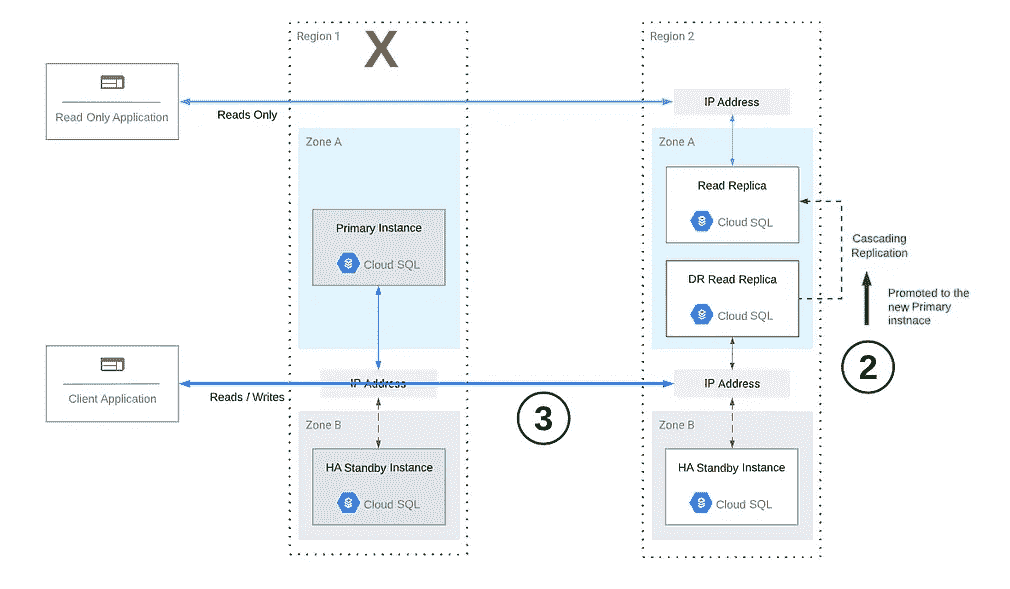 Region 1
X
Region 2
Read Only Application
Reads Only
IP Address
Zone A
Zone A
Read Replica
Cloud SQL
Primary Instance
Cloud SQL
Cascading
Replication
DR Read Replica
Cloud SQL
Promoted to the
new Primary
instnace
2
Client Application
Reads / Writes
IP Address
IP Address
3
Zone B
Zone B
HA Standby Instance
Cloud SQL
HA Standby Instance
Cloud SQL